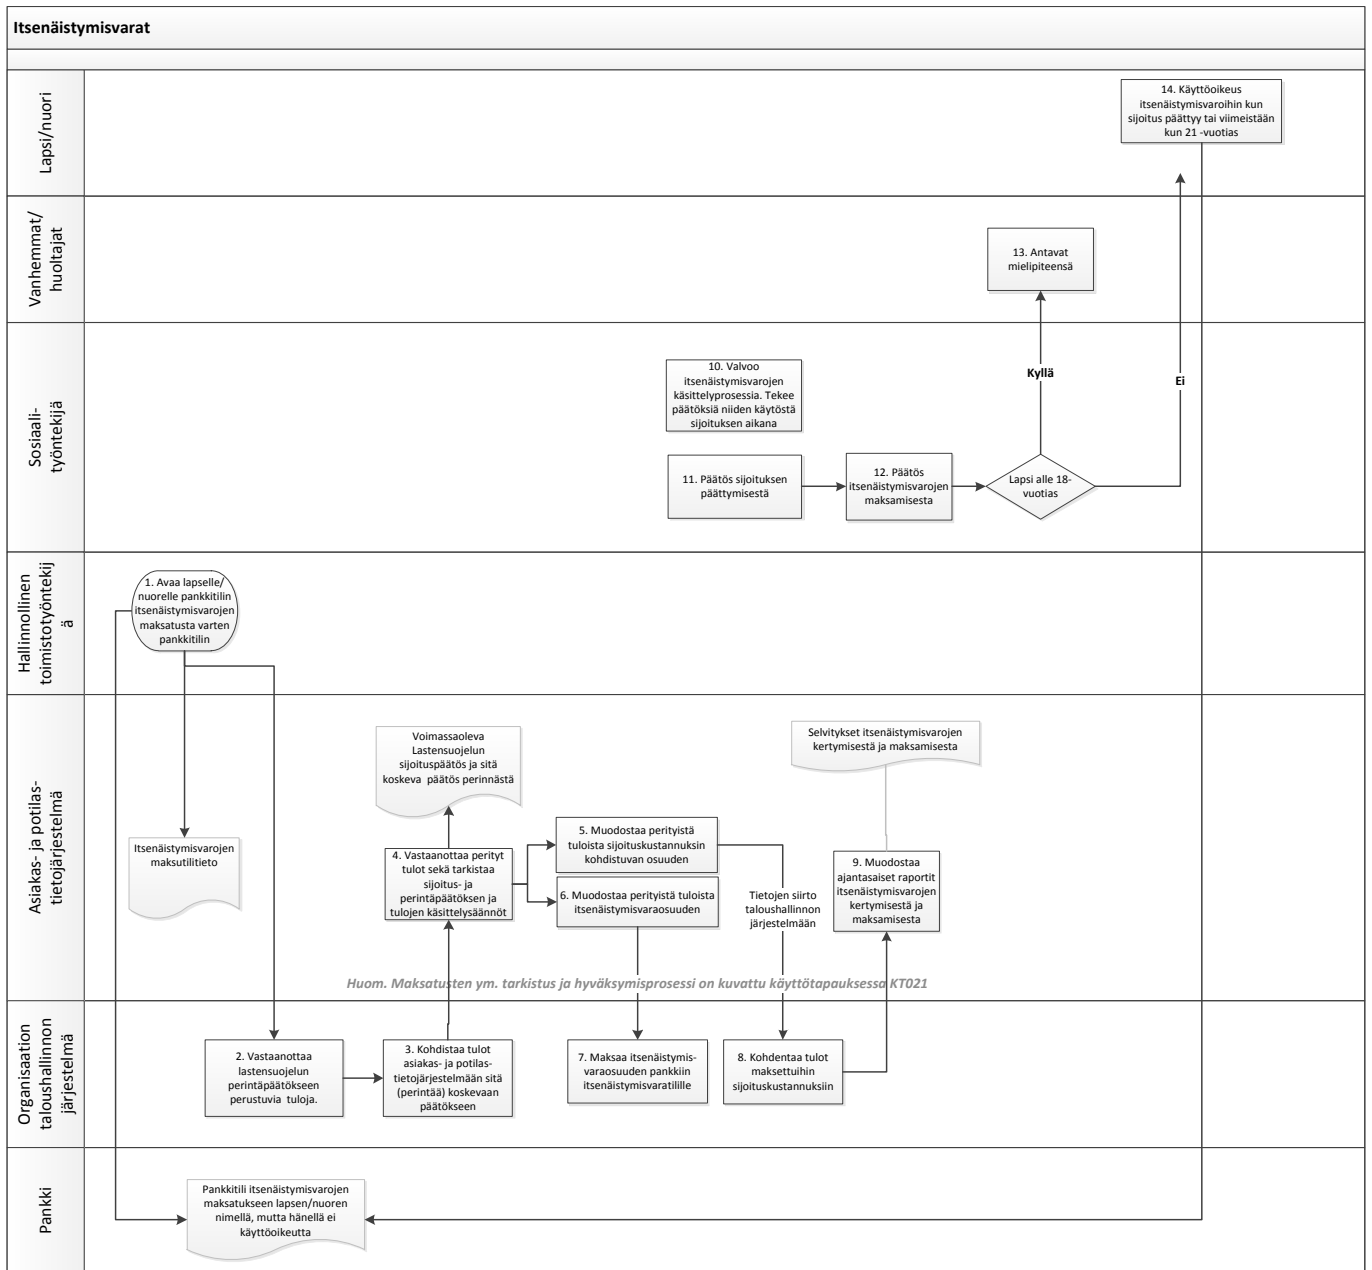 Itsenäistymisvarat
Lapsi/nuori
14. Käyttöoikeus
itsenäistymisvaroihin kun
sijoitus päättyy tai viimeistään
kun 21 -vuotias
Vanhemmat/
huoltajat
13. Antavat
mielipiteensä
Sosiaali-
työntekijä
10. Valvoo
itsenäistymisvarojen
käsittelyprosessia. Tekee
päätöksiä niiden käytöstä
sijoituksen aikana
Kyllä
Ei
11. Päätös sijoituksen
päättymisestä
12. Päätös
itsenäistymisvarojen
maksamisesta
Lapsi alle 18-
vuotias
Hallinnollinen
toimistotyöntekij
ä
1. Avaa lapselle/
nuorelle pankkitilin
itsenäistymisvarojen
maksatusta varten
pankkitilin
Asiakas- ja potilas-
tietojärjestelmä
Voimassaoleva
Lastensuojelun
sijoituspäätös ja sitä
koskeva päätös perinnästä
Selvitykset itsenäistymisvarojen
kertymisestä ja maksamisesta
Itsenäistymisvarojen
maksutilitieto
4. Vastaanottaa perityt
tulot sekä tarkistaa
sijoitus- ja
perintäpäätöksen ja
tulojen käsittelysäännöt
5. Muodostaa perityistä
tuloista sijoituskustannuksin
kohdistuvan osuuden
6. Muodostaa perityistä tuloista
itsenäistymisvaraosuuden
Tietojen siirto
taloushallinnon
järjestelmään
9. Muodostaa
ajantasaiset raportit
itsenäistymisvarojen
kertymisestä ja
maksamisesta
Huom. Maksatusten ym. tarkistus ja hyväksymisprosessi on kuvattu käyttötapauksessa KT021
Organisaation
taloushallinnon
järjestelmä
2. Vastaanottaa
lastensuojelun
perintäpäätökseen
perustuvia tuloja.
3. Kohdistaa tulot
asiakas- ja potilas-
tietojärjestelmään sitä
(perintää) koskevaan
päätökseen
7. Maksaa itsenäistymis-
varaosuuden pankkiin
itsenäistymisvaratilille
8. Kohdentaa tulot
maksettuihin
sijoituskustannuksiin
Pankki
Pankkitili itsenäistymisvarojen
maksatukseen lapsen/nuoren
nimellä, mutta hänellä ei
käyttöoikeutta